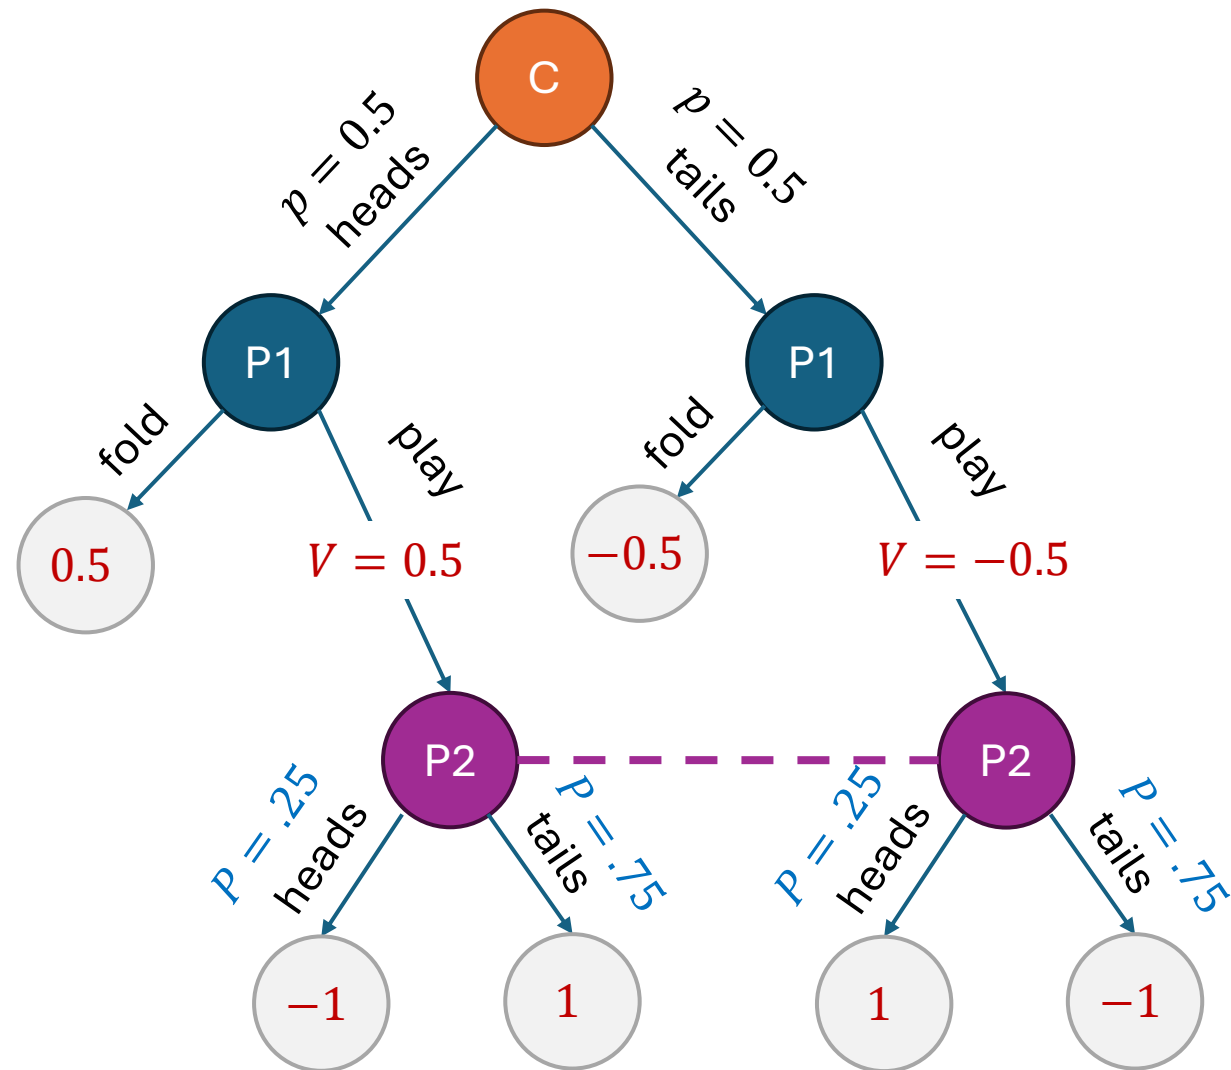 C
p = 0.5
heads
p = 0.5
tails
P1
P1
fold
play
fold
play
0.5
V = 0.5
−0.5
V = −0.5
P2
P2
P = .25
heads
P = .75
tails
P = .25
heads
P = .75
tails
−1
1
1
−1